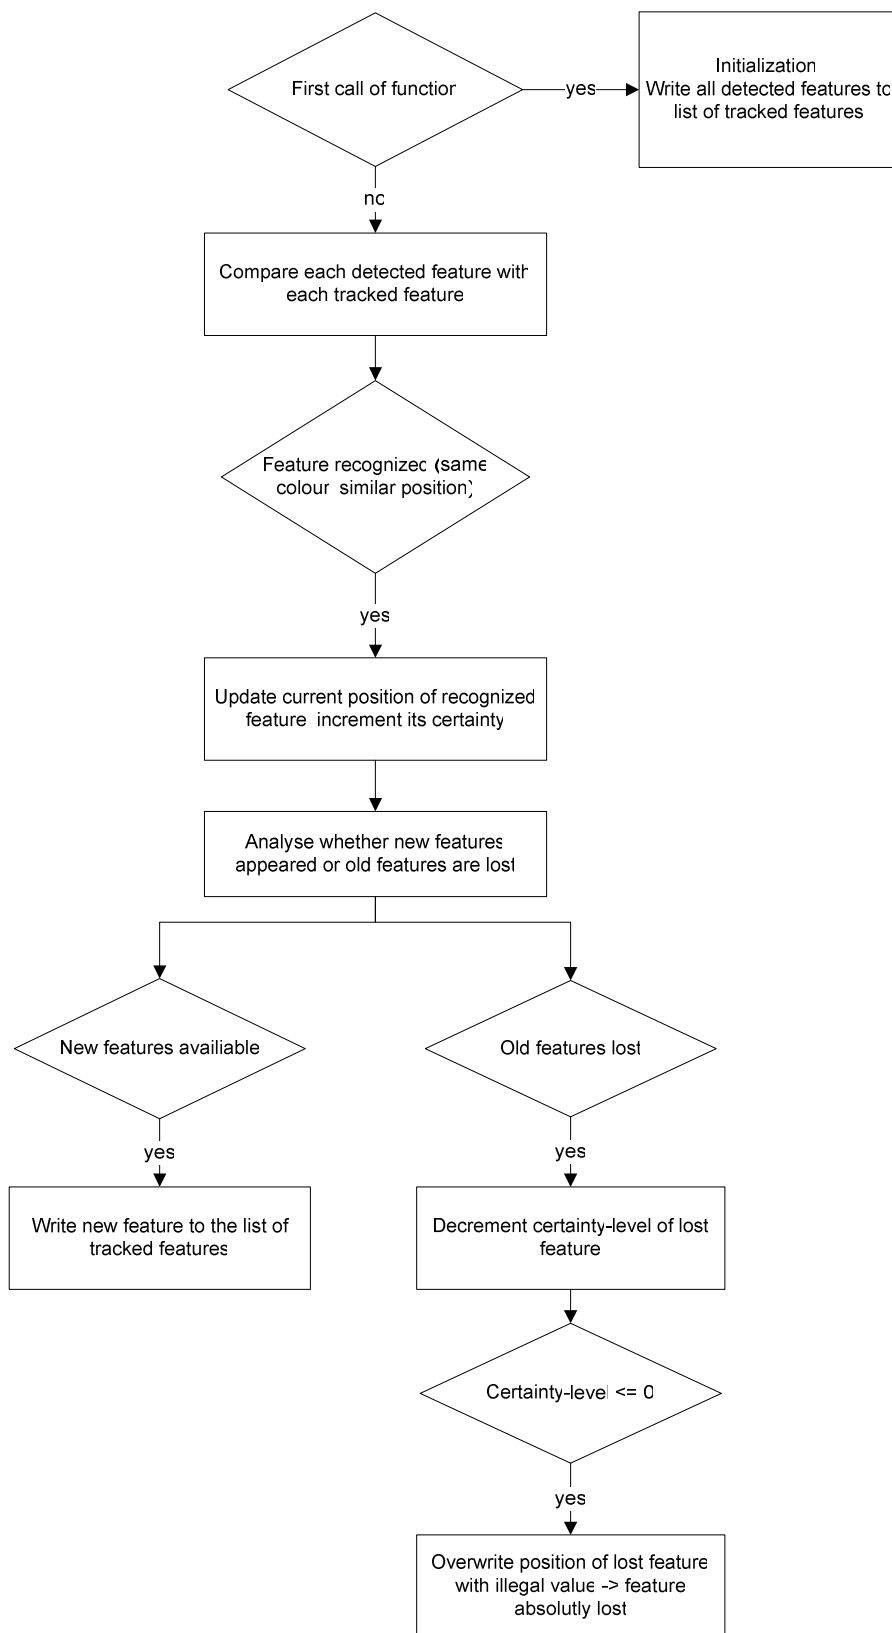 First call of function
yes
Initialization
Write all detected features to
list of tracked features
no
Compare each detected feature with
each tracked feature
Feature recognized (same
colour similar position)
yes
Update current position of recognized
feature increment its certainty
Analyse whether new features
appeared or old features are lost
New features availiable
Old features lost
yes
yes
Write new feature to the list of
tracked features
Decrement certainty-level of lost
feature
Certainty-level <= 0
yes
Overwrite position of lost feature
with illegal value -> feature
absolutly lost